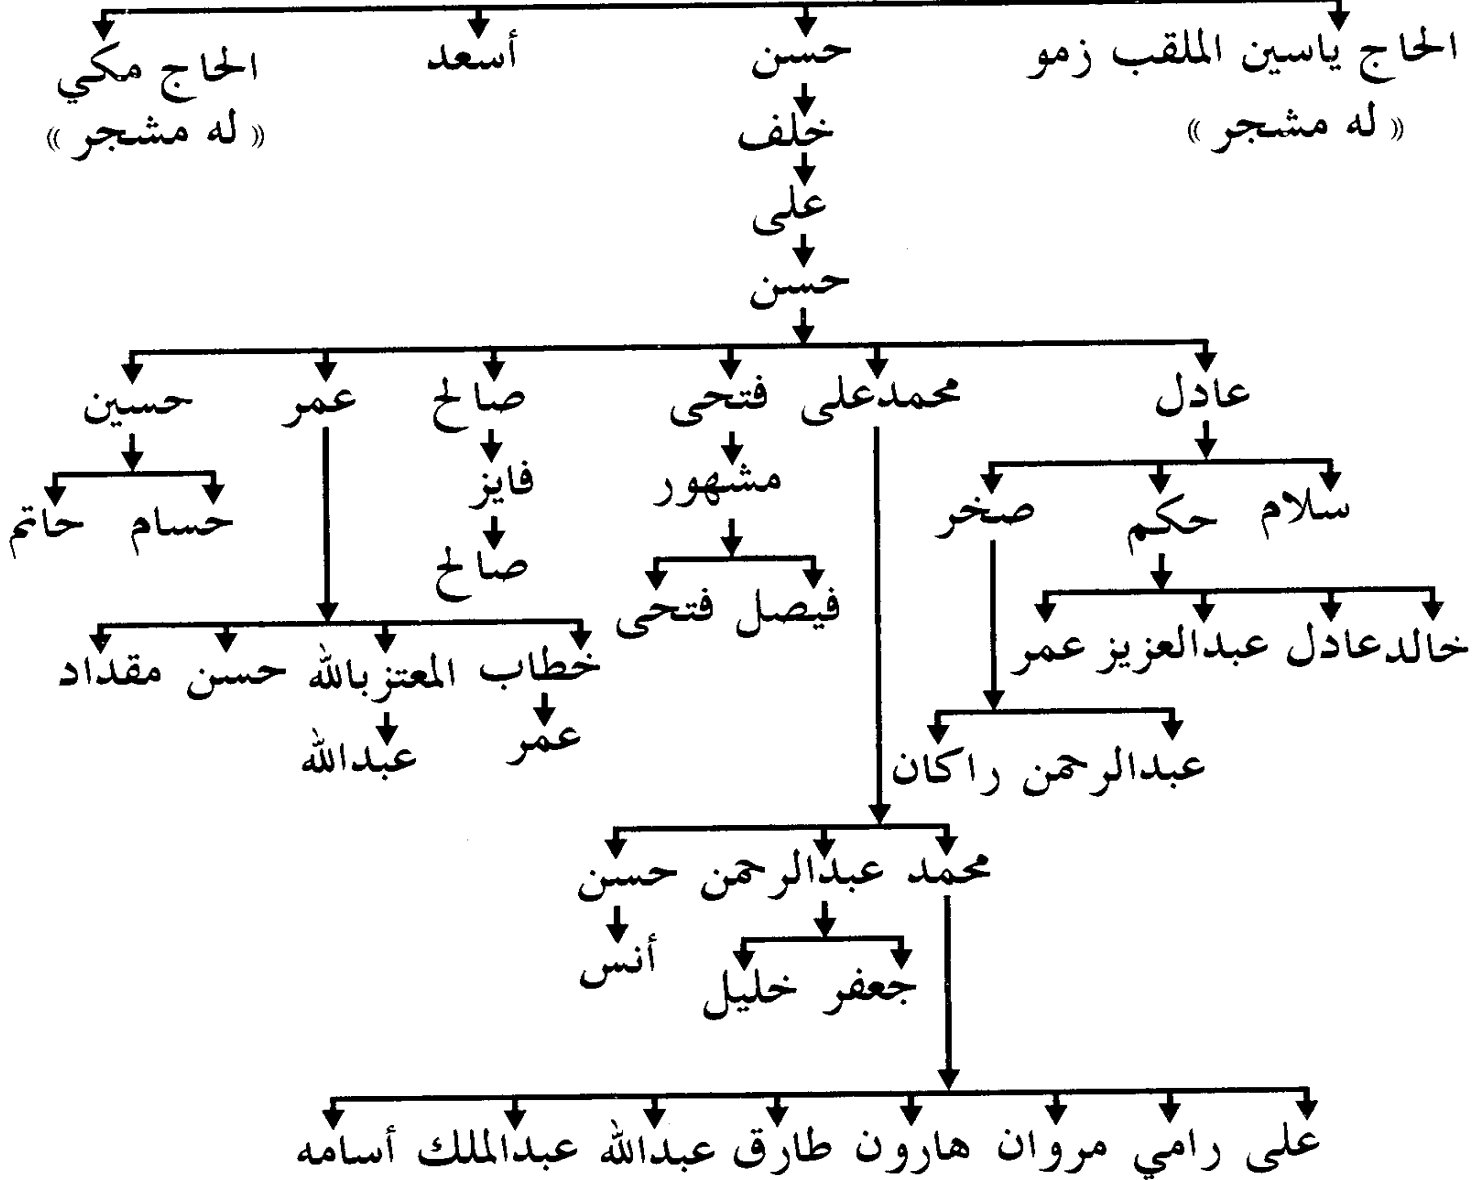 الحاج ياسين الملقب زمو حسن أسعد الحاج مكي
« له مشجر » خلف « له مشجر »
على
حسن
عادل محمدعلى فتحى صالح عمر حسين
مشهور فايز
سلام حكم صخر صالح حسام حاتم
فيصل فتحى
خالد عادل عبدالعزيز عمر خطاب المعتزبالله حسن مقداد
عمر عبدالله
عبدالرحمن راكان
محمد عبدالرحمن حسن
أنس
جعفر خليل
على رامي مروان هارون طارق عبدالله عبدالملك أسامه